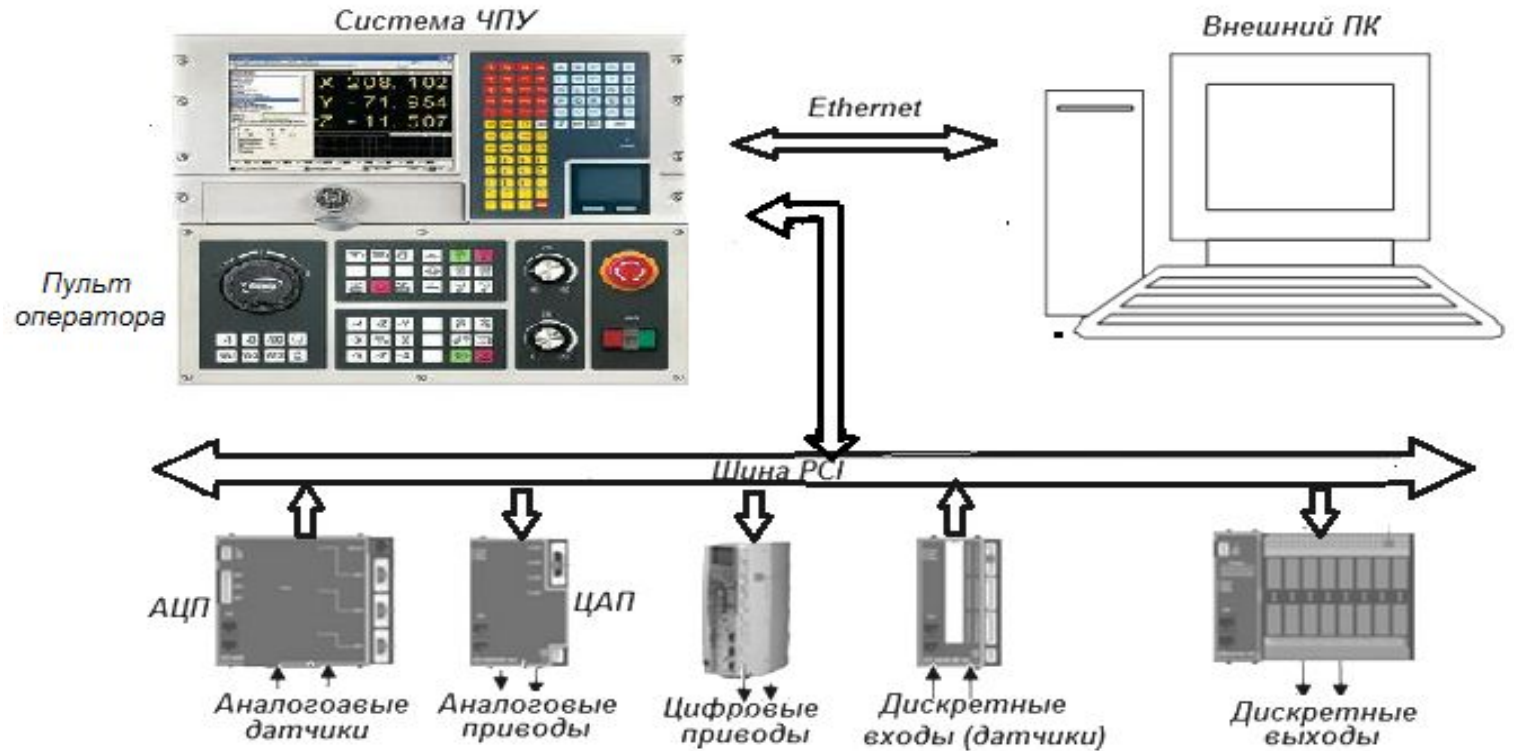 Система ЧПУ
Внешний ПК
X 208.102
Y -71.954
Z -11.507
Ethernet
Пульт
оператора
Шина PCI
АЦП
ЦАП
Аналогоавые
датчики
Аналоговые
приводы
Цифровые
приводы
Дискретные
входы (датчики)
Дискретные
выходы